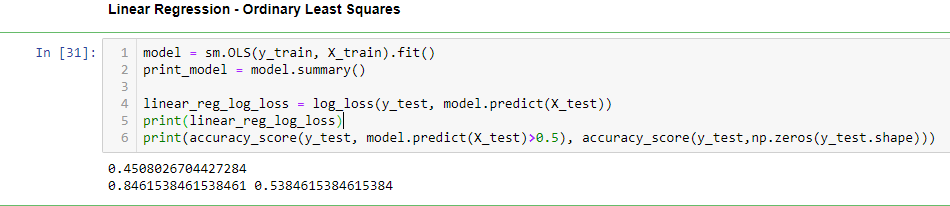 Linear Regression - Ordinary Least Squares
In [31]:
1 model = sm.OLS(y_train, X_train).fit()
2 print_model = model.summary()
3
4 linear_reg_log_loss = log_loss(y_test, model.predict(X_test))
5 print(linear_reg_log_loss)
6 print(accuracy_score(y_test, model.predict(X_test)>0.5), accuracy_score(y_test,np.zeros(y_test.shape)))
0.4508026704427284
0.8461538461538461 0.5384615384615384